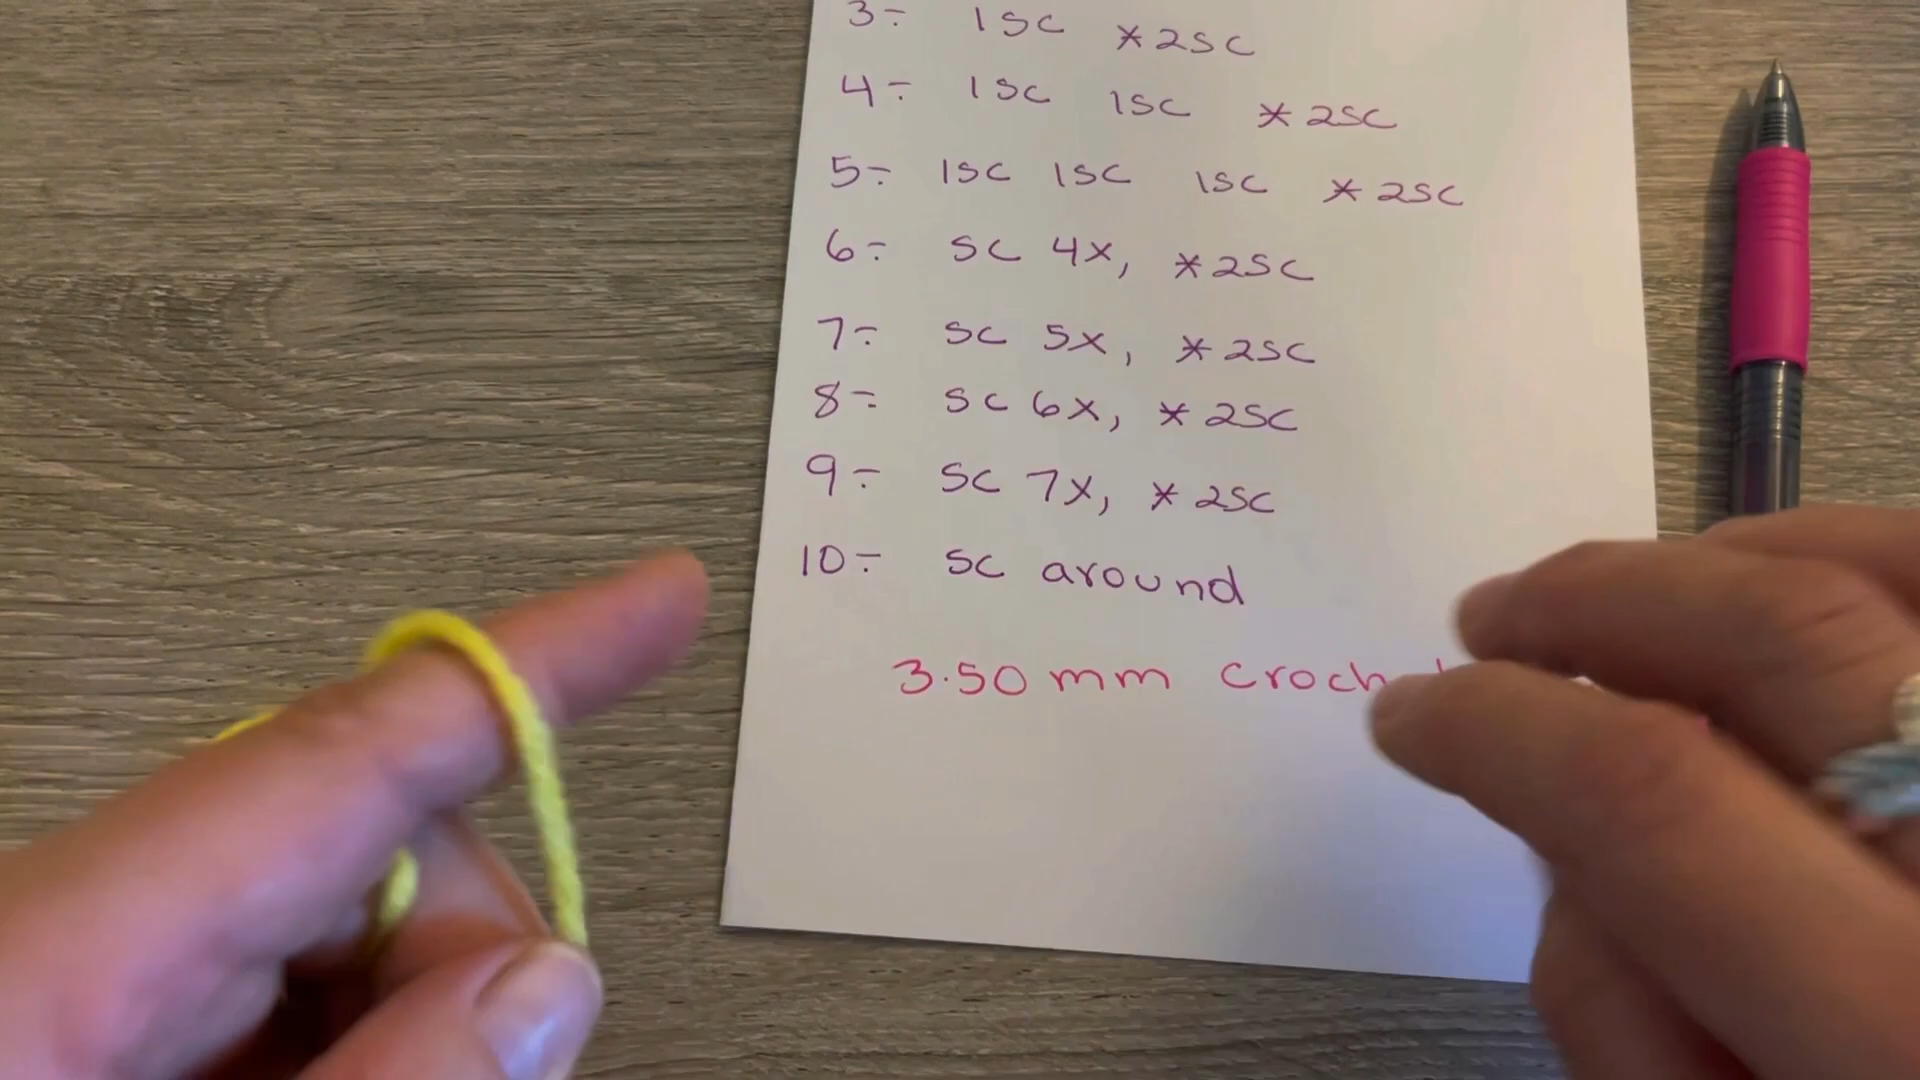 3- 1SC *2SC
4- 1SC 1SC *2SC
5- 1SC 1SC 1SC *2SC
6- SC 4x, *2SC
7- SC 5x, *2SC
8- SC 6x, *2SC
9- SC 7x, *2SC
10- SC around
3.50 mm